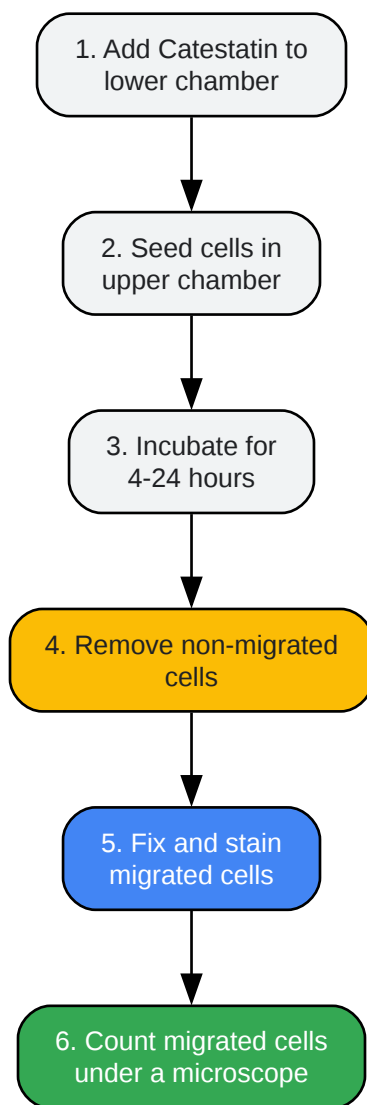 1. Add Catestatin to
lower chamber
2. Seed cells in
upper chamber
3. Incubate for
4-24 hours
4. Remove non-migrated
cells
5. Fix and stain
migrated cells
6. Count migrated cells
under a microscope